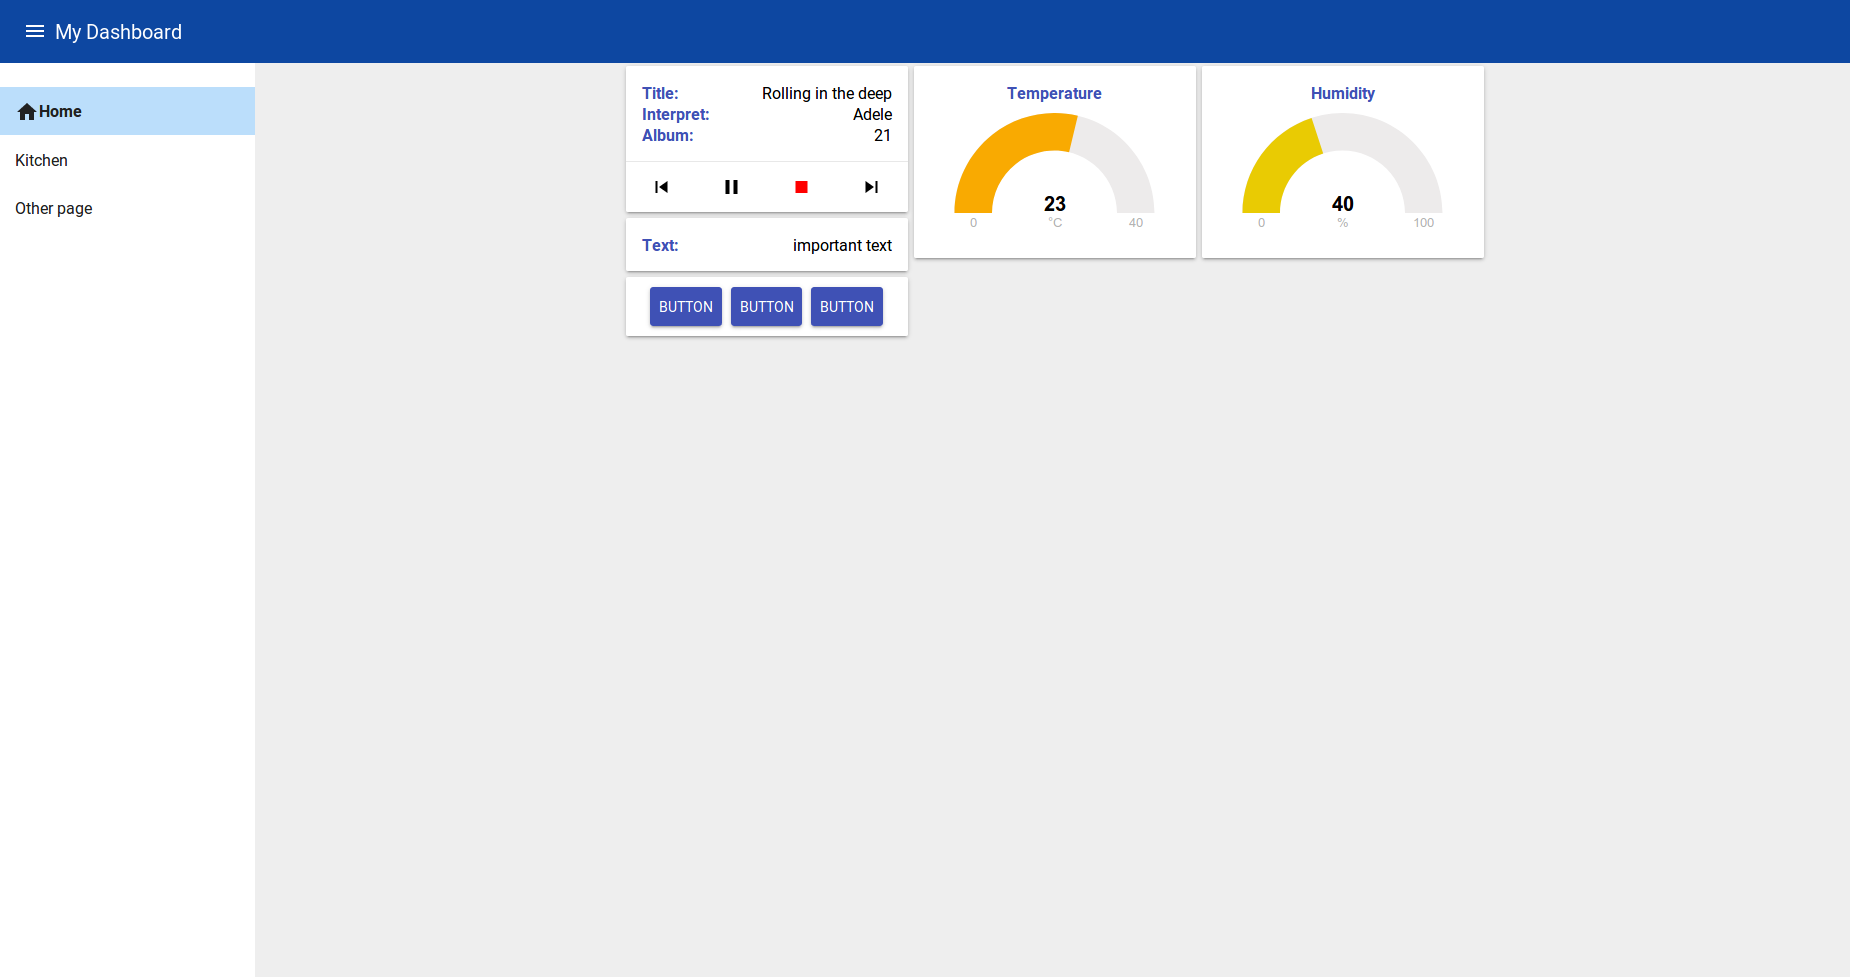 My Dashboard
Home
Kitchen
Other page
Title: Rolling in the deep
Interpret: Adele
Album: 21
Text: important text
BUTTON BUTTON BUTTON
Temperature
23
0 °C 40
Humidity
40
0 % 100